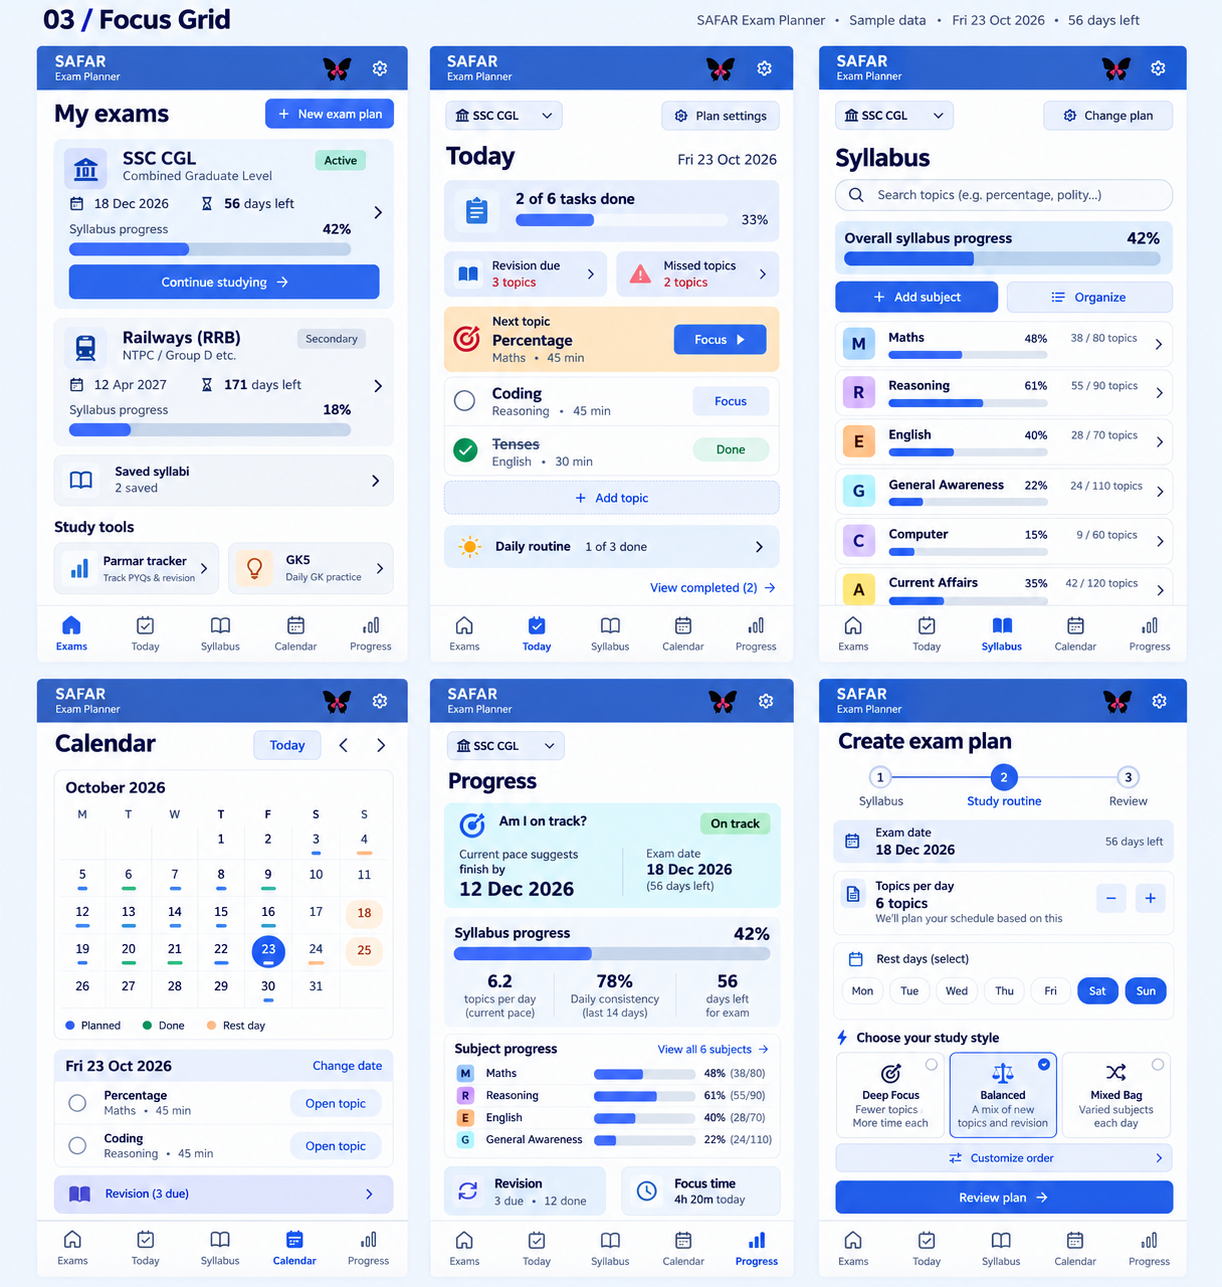 03 / Focus Grid
SAFAR Exam Planner • Sample data • Fri 23 Oct 2026 • 56 days left
SAFAR
Exam Planner
My exams
+ New exam plan
SSC CGL
Active
Combined Graduate Level
18 Dec 2026
56 days left
Syllabus progress
42%
Continue studying →
Railways (RRB)
Secondary
NTPC / Group D etc.
12 Apr 2027
171 days left
Syllabus progress
18%
Saved syllabi
2 saved
Study tools
Parmar tracker
Track PYQs & revision
GK5
Daily GK practice
Exams
Today
Syllabus
Calendar
Progress
SAFAR
Exam Planner
SSC CGL
Plan settings
Today
Fri 23 Oct 2026
2 of 6 tasks done
33%
Revision due
3 topics
Missed topics
2 topics
Next topic
Percentage
Maths • 45 min
Focus
Coding
Reasoning • 45 min
Focus
Tenses
English • 30 min
Done
+ Add topic
Daily routine 1 of 3 done
View completed (2) →
Exams
Today
Syllabus
Calendar
Progress
SAFAR
Exam Planner
SSC CGL
Change plan
Syllabus
Search topics (e.g. percentage, polity...)
Overall syllabus progress
42%
+ Add subject
Organize
M
Maths
48%
38 / 80 topics
R
Reasoning
61%
55 / 90 topics
E
English
40%
28 / 70 topics
G
General Awareness
22%
24 / 110 topics
C
Computer
15%
9 / 60 topics
A
Current Affairs
35%
42 / 120 topics
Exams
Today
Syllabus
Calendar
Progress
SAFAR
Exam Planner
Calendar
Today
October 2026
M T W T F S S
1 2 3 4
5 6 7 8 9 10 11
12 13 14 15 16 17 18
19 20 21 22 23 24 25
26 27 28 29 30 31
Planned
Done
Rest day
Fri 23 Oct 2026
Change date
Percentage
Maths • 45 min
Open topic
Coding
Reasoning • 45 min
Open topic
Revision (3 due)
Exams
Today
Syllabus
Calendar
Progress
SAFAR
Exam Planner
SSC CGL
Progress
Am I on track?
On track
Current pace suggests
finish by
12 Dec 2026
Exam date
18 Dec 2026
(56 days left)
Syllabus progress
42%
6.2
topics per day
(current pace)
78%
Daily consistency
(last 14 days)
56
days left
for exam
Subject progress
View all 6 subjects →
M
Maths
48% (38/80)
R
Reasoning
61% (55/90)
E
English
40% (28/70)
G
General Awareness
22% (24/110)
Revision
3 due • 12 done
Focus time
4h 20m today
Exams
Today
Syllabus
Calendar
Progress
SAFAR
Exam Planner
Create exam plan
1
2
3
Syllabus
Study routine
Review
Exam date
18 Dec 2026
56 days left
Topics per day
6 topics
We'll plan your schedule based on this
− +
Rest days (select)
Mon Tue Wed Thu Fri Sat Sun
Choose your study style
Deep Focus
Fewer topics
More time each
Balanced
A mix of new
topics and revision
Mixed Bag
Varied subjects
each day
Customize order
Review plan →
Exams
Today
Syllabus
Calendar
Progress